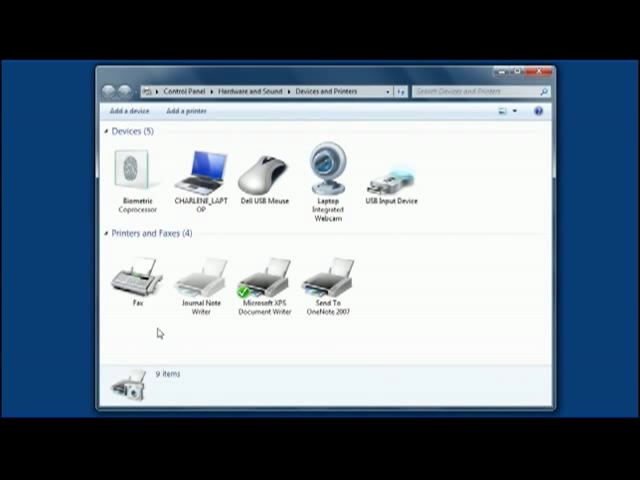 Control Panel Hardware and Sound Devices and Printers Search Devices and Printers
Add a device Add a printer
Devices (5)
Biometric
Coprocessor
CHARLENE_LAPT
OP
Dell USB Mouse
Laptop
Integrated
Webcam
USB Input Device
Printers and Faxes (4)
Fax
Journal Note
Writer
Microsoft XPS
Document Writer
Send To
OneNote 2007
9 items